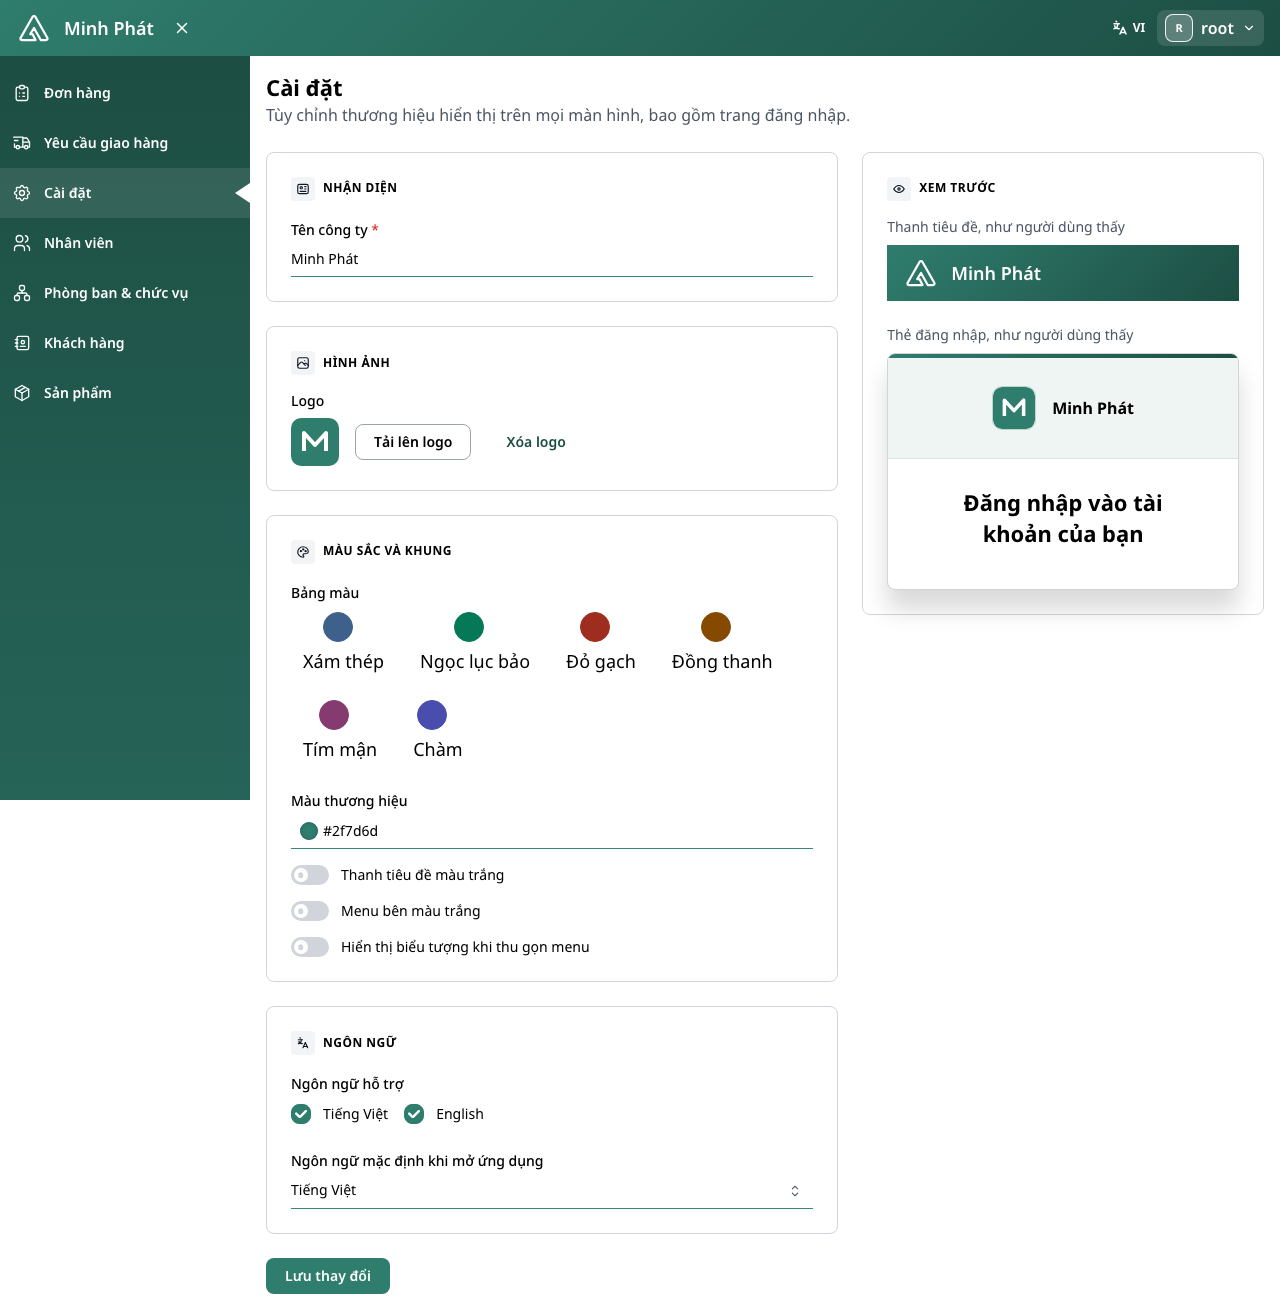 Minh Phát
VI
R
root
Đơn hàng
Yêu cầu giao hàng
Cài đặt
Nhân viên
Phòng ban & chức vụ
Khách hàng
Sản phẩm
Cài đặt
Tùy chỉnh thương hiệu hiển thị trên mọi màn hình, bao gồm trang đăng nhập.
NHẬN DIỆN
Tên công ty *
Minh Phát
HÌNH ẢNH
Logo
M
Tải lên logo
Xóa logo
MÀU SẮC VÀ KHUNG
Bảng màu
Xám thép
Ngọc lục bảo
Đỏ gạch
Đồng thanh
Tím mận
Chàm
Màu thương hiệu
#2f7d6d
Thanh tiêu đề màu trắng
Menu bên màu trắng
Hiển thị biểu tượng khi thu gọn menu
NGÔN NGỮ
Ngôn ngữ hỗ trợ
Tiếng Việt
English
Ngôn ngữ mặc định khi mở ứng dụng
Tiếng Việt
Lưu thay đổi
XEM TRƯỚC
Thanh tiêu đề, như người dùng thấy
Minh Phát
Thẻ đăng nhập, như người dùng thấy
M
Minh Phát
Đăng nhập vào tài
khoản của bạn